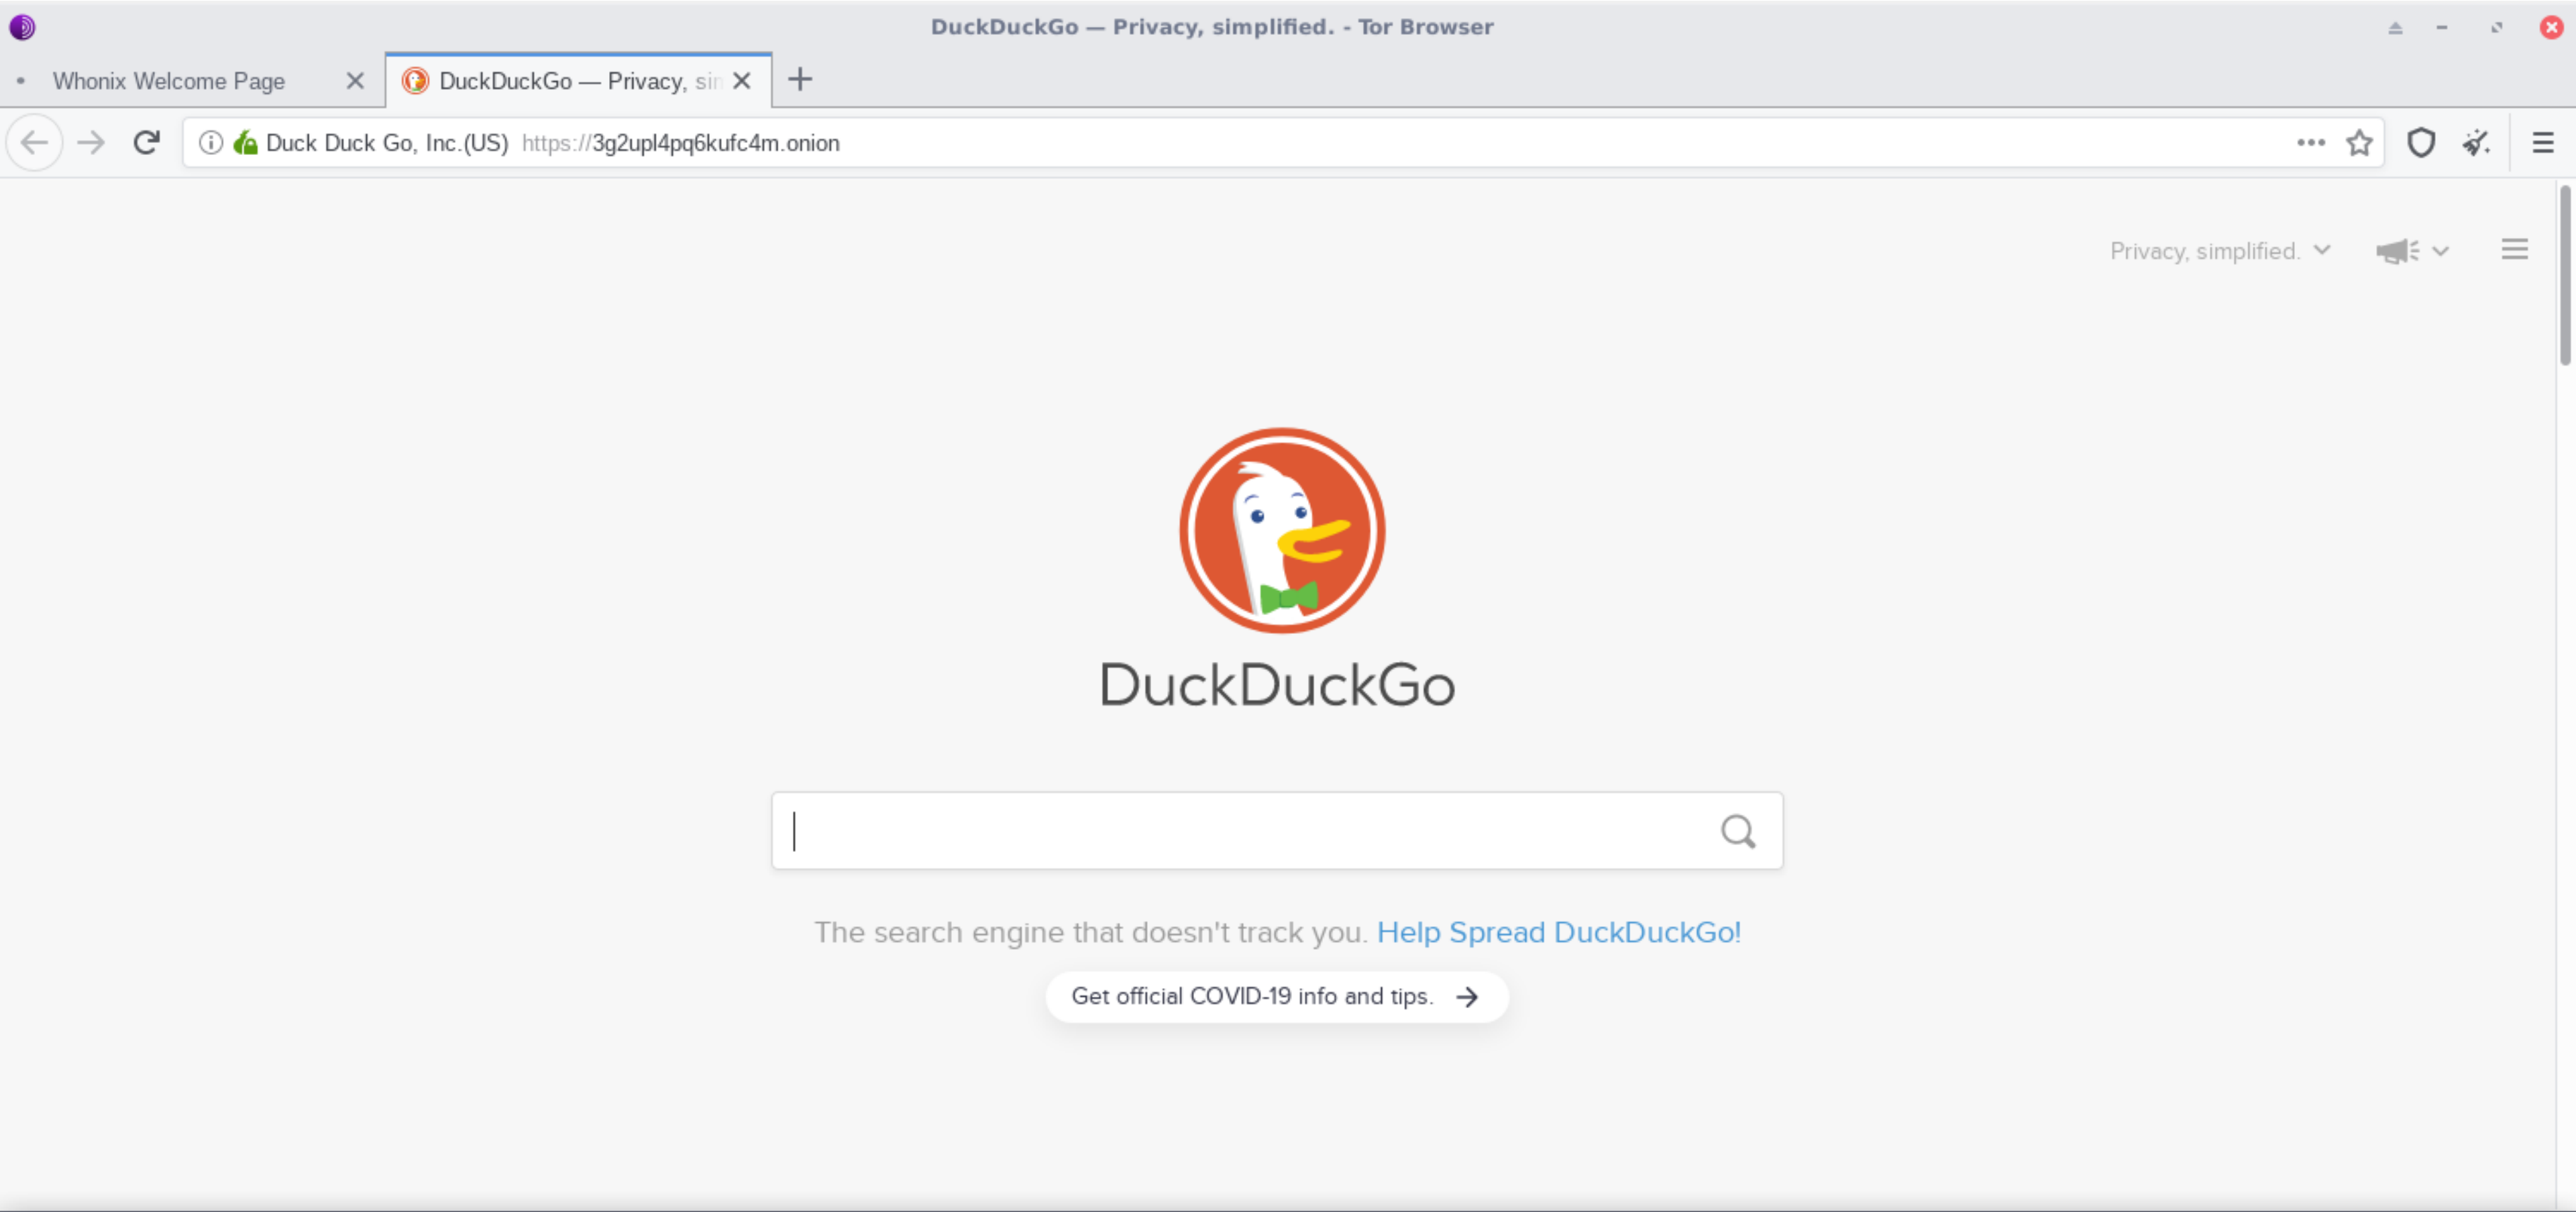 DuckDuckGo — Privacy, simplified. - Tor Browser
Whonix Welcome Page
DuckDuckGo — Privacy, sin
Duck Duck Go, Inc.(US) https://3g2upl4pq6kufc4m.onion
Privacy, simplified.
DuckDuckGo
The search engine that doesn't track you. Help Spread DuckDuckGo!
Get official COVID-19 info and tips.